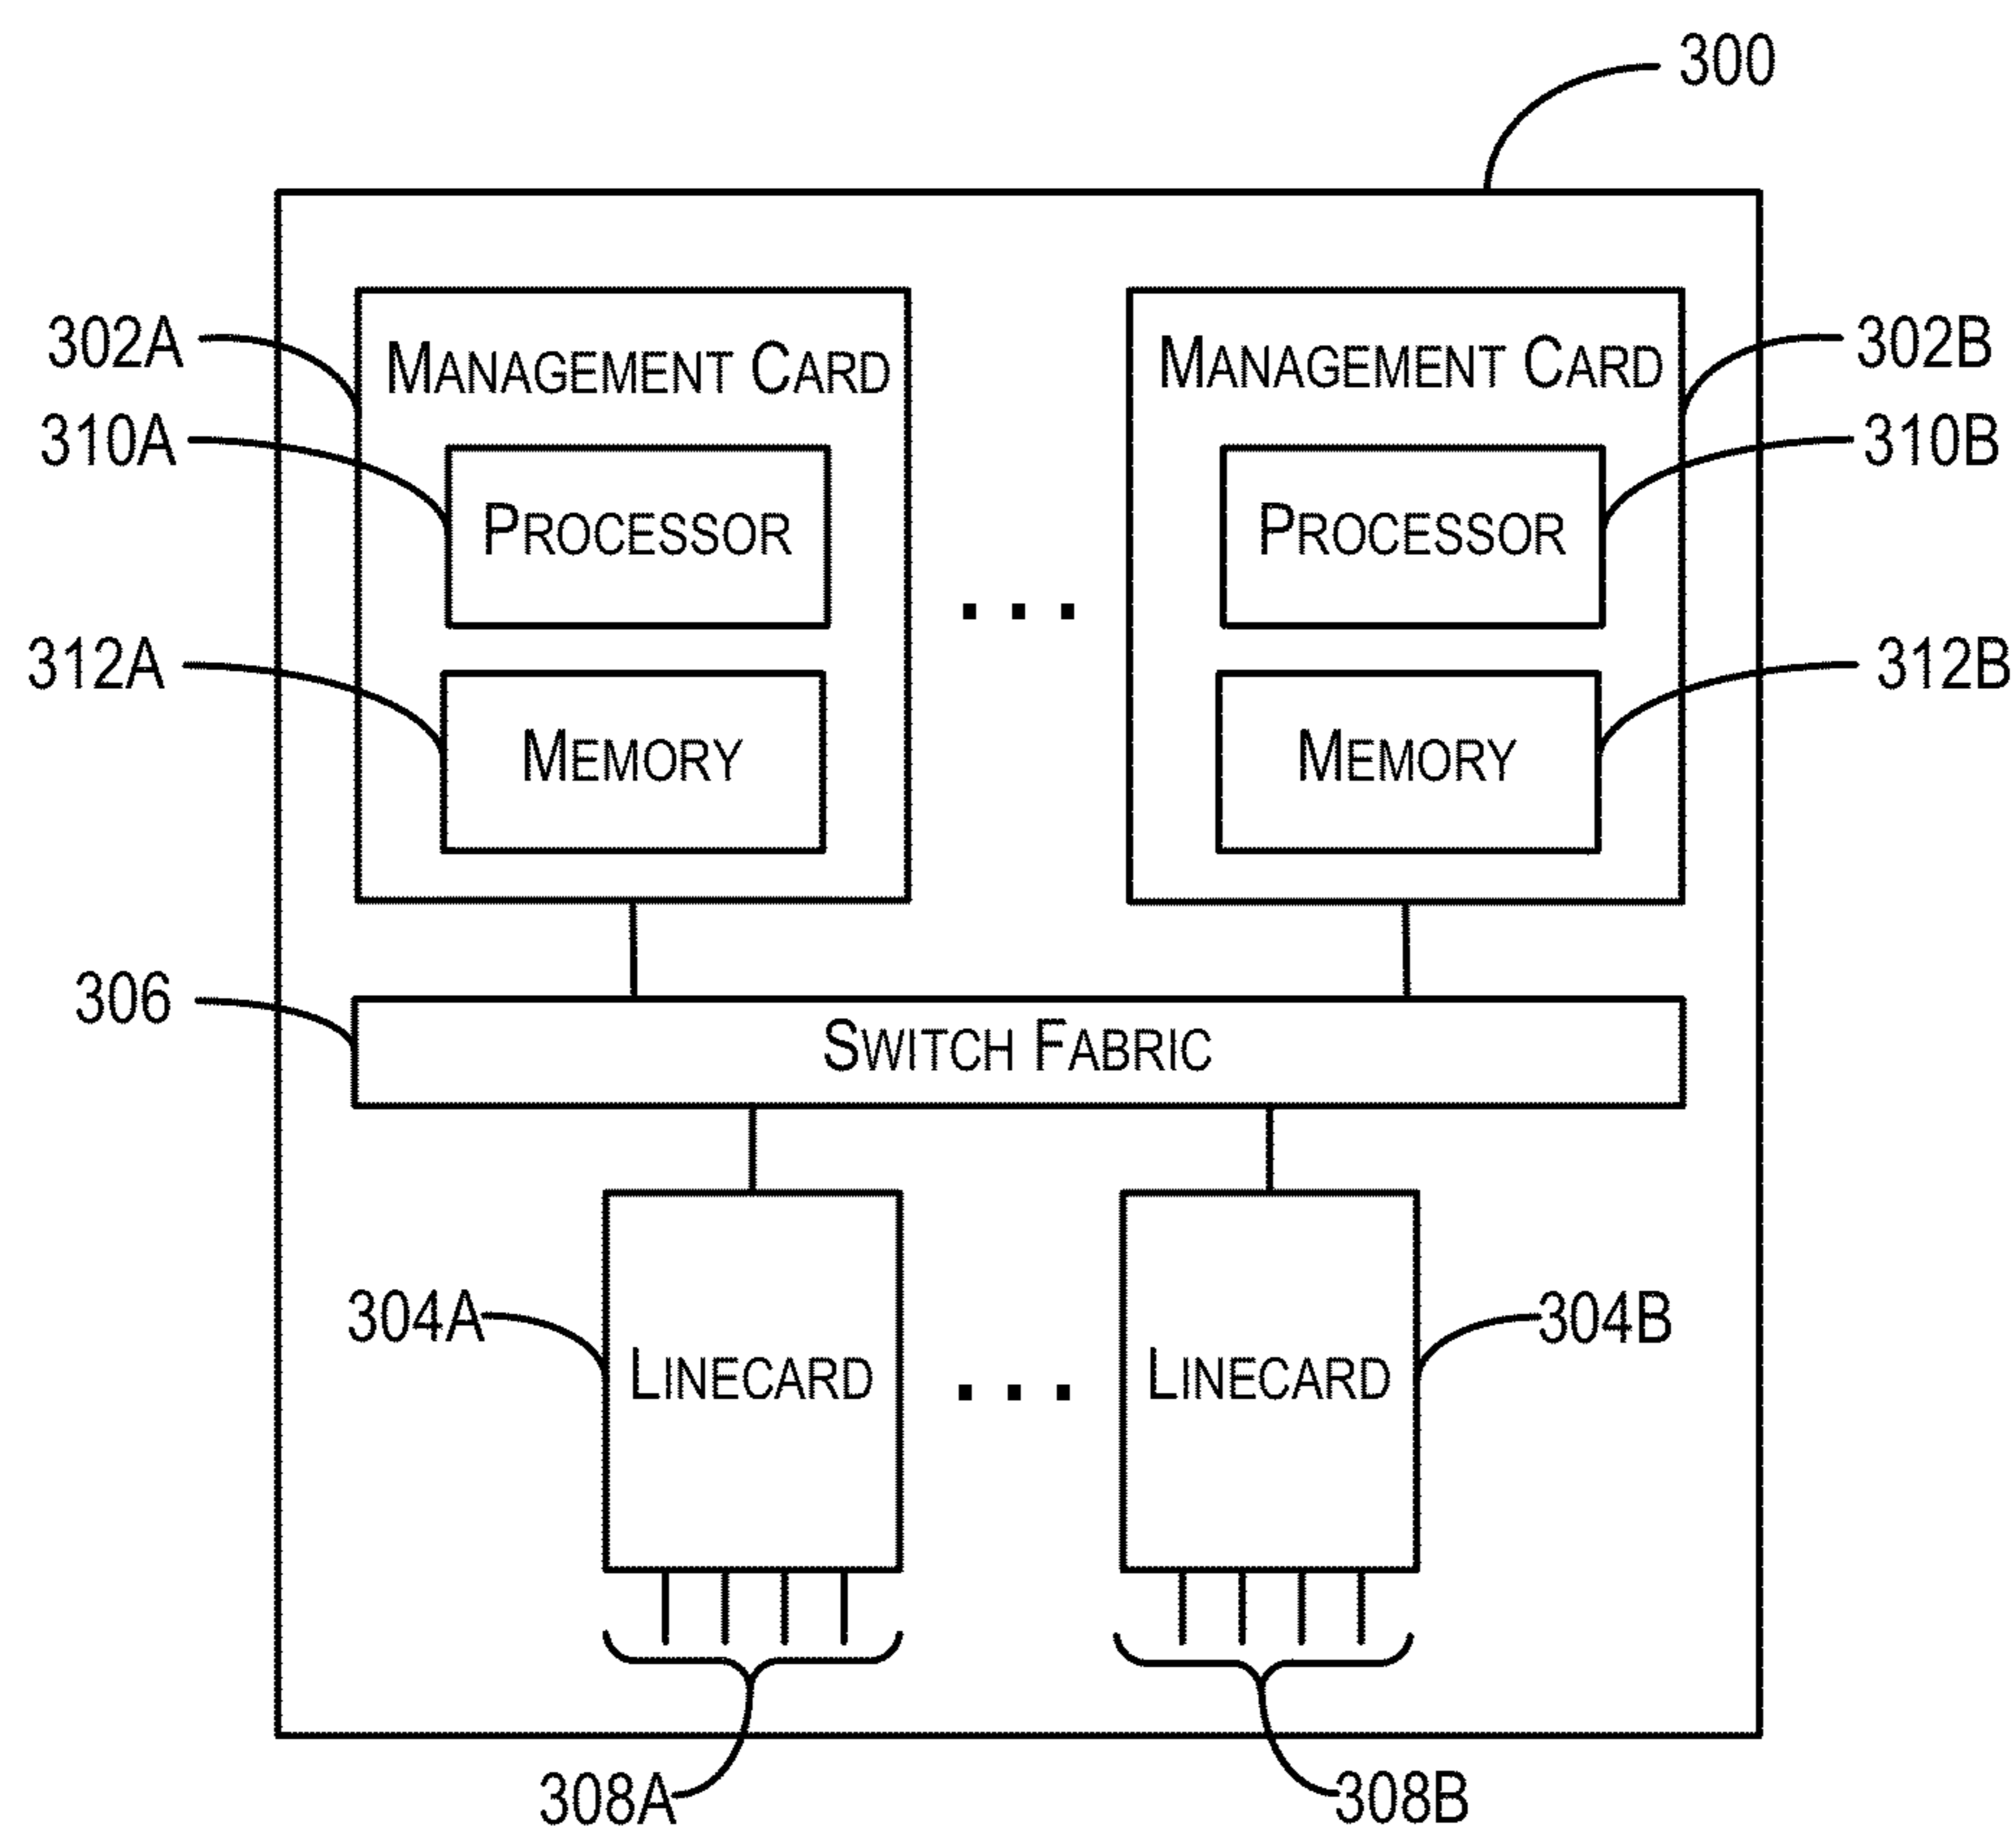 300
302A
MANAGEMENT CARD
MANAGEMENT CARD
302B
310A
PROCESSOR
PROCESSOR
310B
...
312A
MEMORY
MEMORY
312B
306
SWITCH FABRIC
304A
LINECARD
...
LINECARD
304B
308A
308B